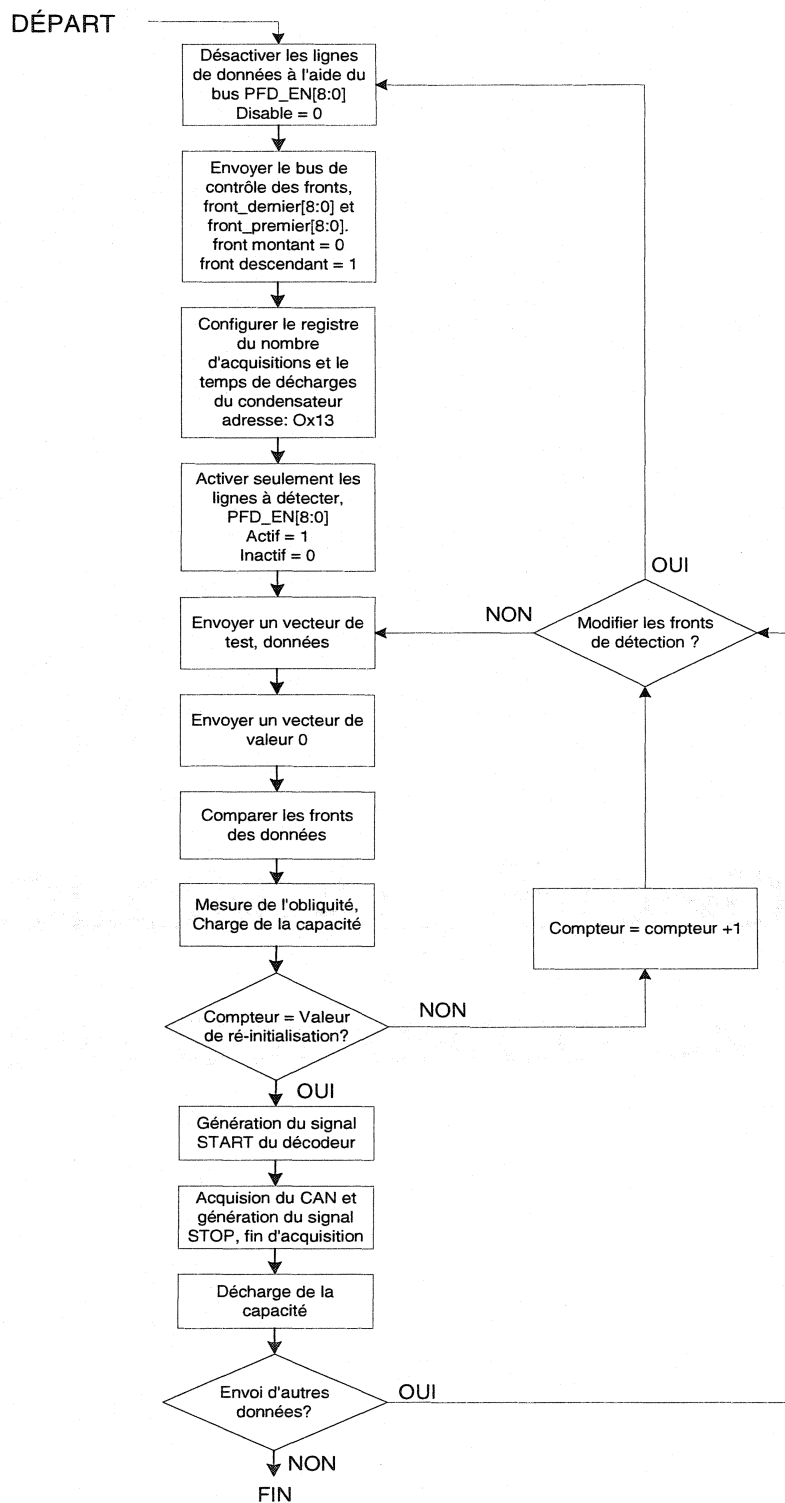 DÉPART
Désactiver les lignes
de données à l'aide du
bus PFD_EN[8:0]
Disable = 0
Envoyer le bus de
contrôle des fronts,
front_dernier[8:0] et
front_premier[8:0].
front montant = 0
front descendant = 1
Configurer le registre
du nombre
d'acquisitions et le
temps de décharges
du condensateur
adresse: Ox13
Activer seulement les
lignes à détecter,
PFD_EN[8:0]
Actif = 1
Inactif = 0
OUI
Modifier les fronts
de détection ?
NON
Envoyer un vecteur de
test, données
Envoyer un vecteur de
valeur 0
Comparer les fronts
des données
Mesure de l'obliquité,
Charge de la capacité
Compteur = compteur +1
Compteur = Valeur
de ré-initialisation?
NON
OUI
Génération du signal
START du décodeur
Acquision du CAN et
génération du signal
STOP, fin d'acquisition
Décharge de la
capacité
Envoi d'autres
données?
OUI
NON
FIN